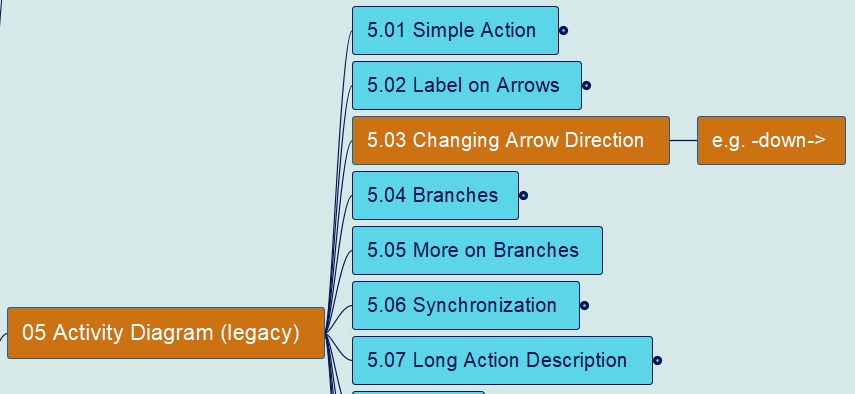 5.01 Simple Action
5.02 Label on Arrows
5.03 Changing Arrow Direction
e.g. -down->
5.04 Branches
5.05 More on Branches
5.06 Synchronization
05 Activity Diagram (legacy)
5.07 Long Action Description